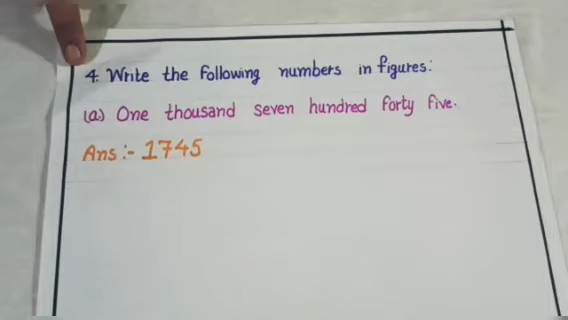 4. Write the following numbers in figures:
(a) One thousand seven hundred forty five.
Ans :- 1745